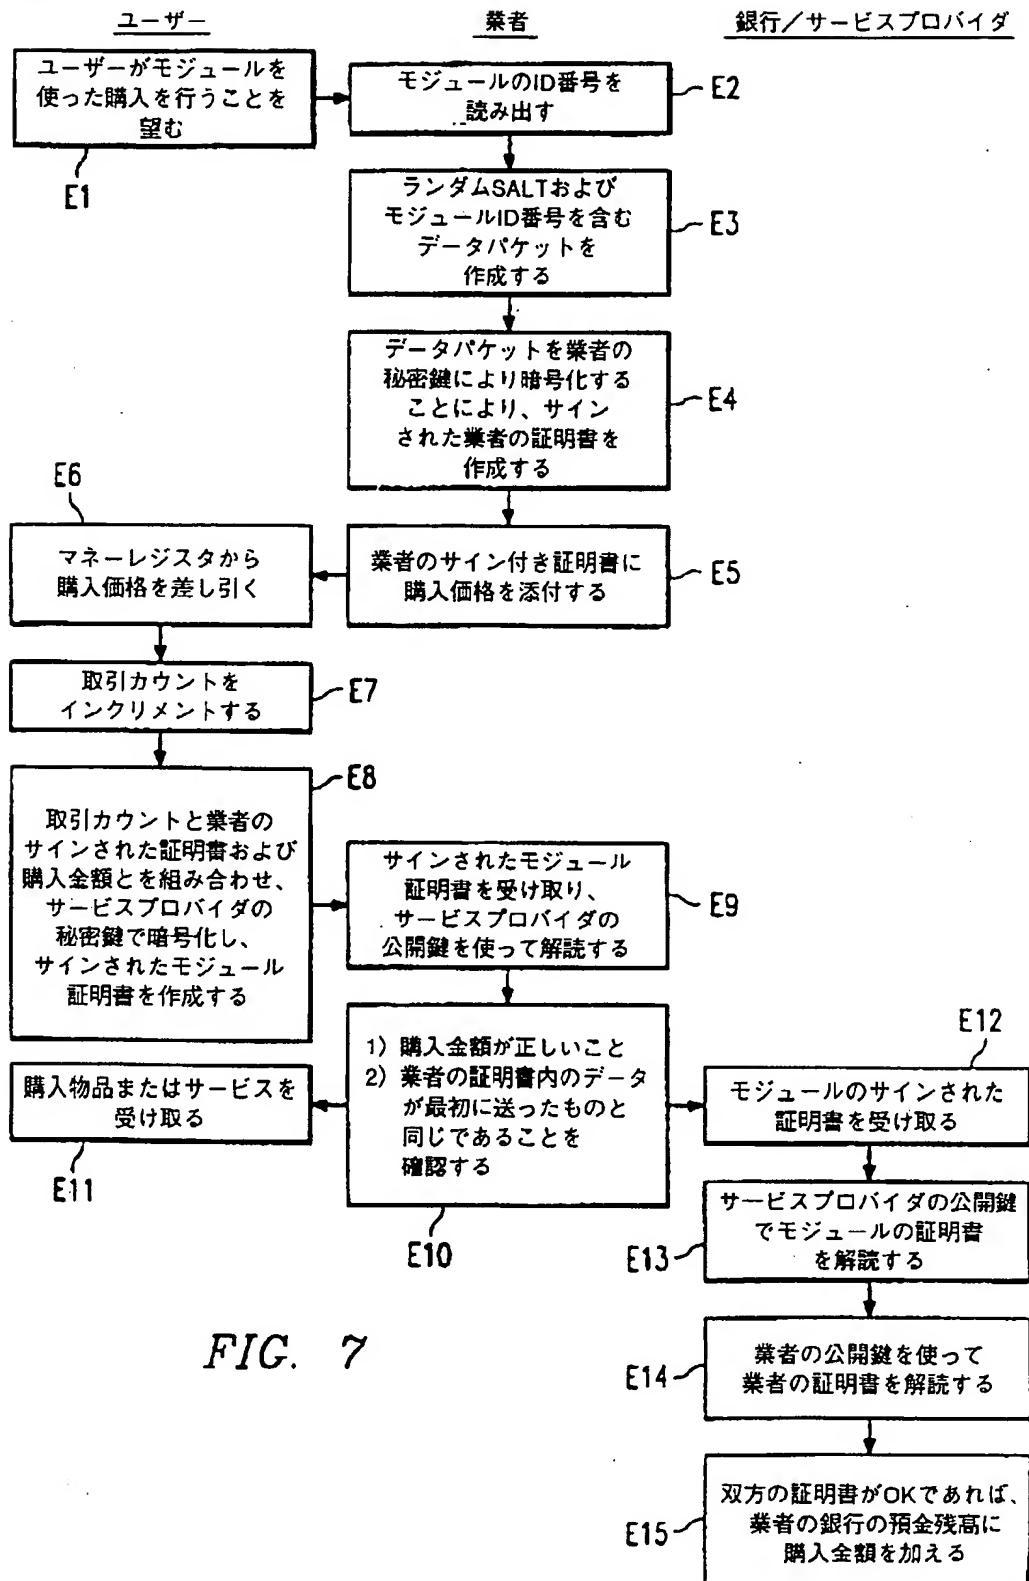 ユーザー
業者
銀行/サービスプロバイダ
ユーザーがモジュールを
使った購入を行うことを
望む
E1
モジュールのID番号を
読み出す
E2
ランダムSALTおよび
モジュールID番号を含む
データパケットを
作成する
E3
データパケットを業者の
秘密鍵により暗号化する
ことにより、サイン
された業者の証明書を
作成する
E4
業者のサイン付き証明書に
購入価格を添付する
E5
E6
マネーレジスタから
購入価格を差し引く
取引カウントを
インクリメントする
E7
E8
取引カウントと業者の
サインされた証明書および
購入金額とを組み合わせ、
サービスプロバイダの
秘密鍵で暗号化し、
サインされたモジュール
証明書を作成する
サインされたモジュール
証明書を受け取り、
サービスプロバイダの
公開鍵を使って解読する
E9
1) 購入金額が正しいこと
2) 業者の証明書内のデータ
が最初に送ったものと
同じであることを
確認する
E10
購入物品またはサービスを
受け取る
E11
E12
モジュールのサインされた
証明書を受け取る
サービスプロバイダの公開鍵
でモジュールの証明書
を解読する
E13
業者の公開鍵を使って
業者の証明書を解読する
E14
双方の証明書がOKであれば、
業者の銀行の預金残高に
購入金額を加える
E15
FIG. 7